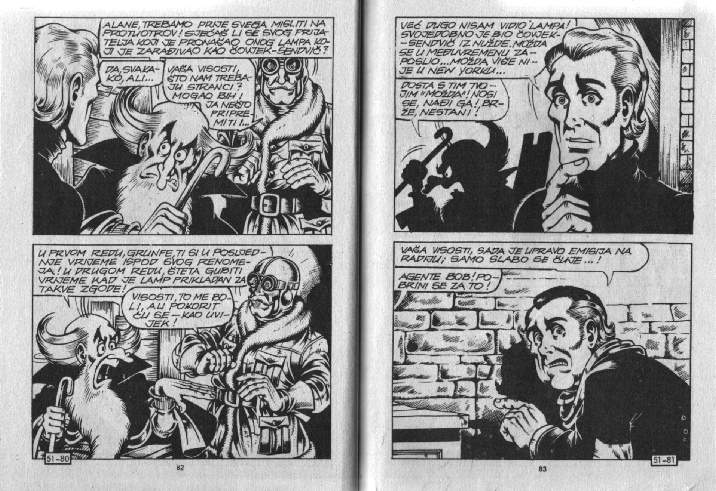 ALANE, TREBAMO PRIJE SVEGA MISLITI NA
PROTUOTROV! SJEĆAŠ LI SE SVOG PRIJA-
TELJA KOJI JE PRONAŠAO ONOG LAMPA KO-
JI JE ZARAĐIVAO KAO ČOVJEK-SENDVIČ?
DA, SVAKA-
KO, ALI...
VAŠA VISOSTI,
ŠTO NAM TREBA-
JU STRANCI?
MOGAO BIH I
JA NEŠTO
PRIPRE-
MITI...
U PRVOM REDU, GRUNFE, TI SI U POSLJED-
NJE VRIJEME ISPOD SVOG RENOME-
JA! U DRUGOM REDU, ŠTETA GUBITI
VRIJEME KAD JE LAMP PRIKLADAN ZA
TAKVE ZGODE!
VISOSTI, TO ME BO-
LI, ALI POKORIT
ĆU SE - KAO UVI-
JEK!
51-80
82
VEĆ DUGO NISAM VIDIO LAMPA!
SVOJEDOBNO JE BIO ČOVJEK-
-SENDVIČ IZ NUŽDE. MOŽDA
SE U MEĐUVREMENU ZA-
POSLIO... MOŽDA VIŠE NI-
JE U NEW YORKU...
DOSTA S TIM TVO-
JIM "MOŽDA"! NOSI
SE, NAĐI GA! BR-
ŽE, NESTANI!
VAŠA VISOSTI, SADA JE UPRAVO EMISIJA NA
RADIJU; SAMO SLABO SE ČUJE...!
AGENTE BOB! PO-
BRINI SE ZA TO!
51-81
83